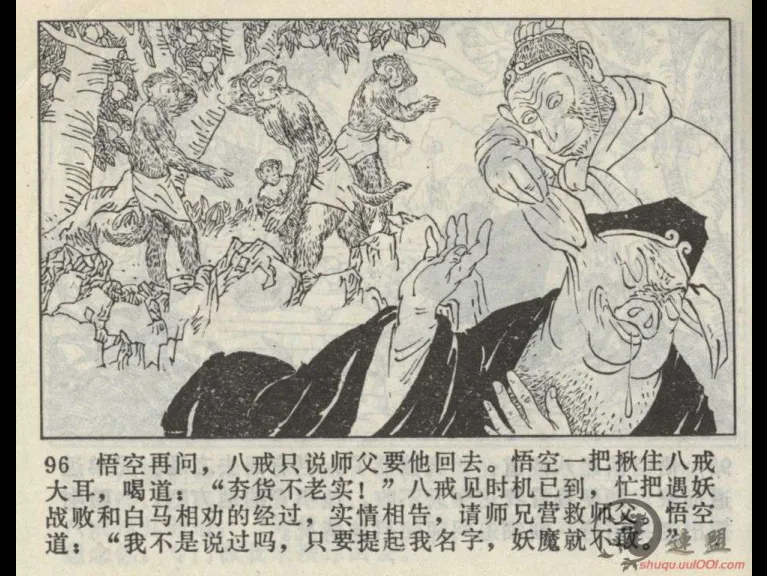 96 悟空再问，八戒只说师父要他回去。悟空一把揪住八戒
大耳，喝道：“夯货不老实！”八戒见时机已到，忙把遇妖
战败和白马相劝的经过，实情相告，请师兄营救师父。悟空
道：“我不是说过吗，只要提起我名字，妖魔就不敢。”
連盟
shuqu.uu1001.com